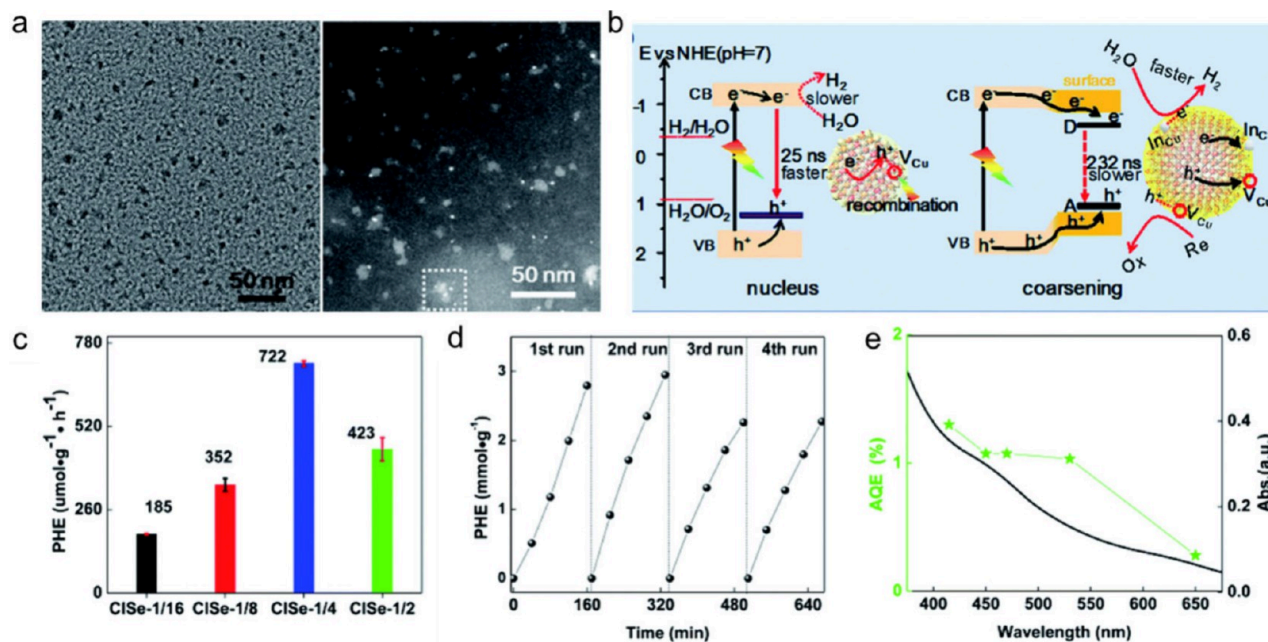 a
50 nm
50 nm
b
E vs NHE(pH=7)
-1
0
1
2
H₂/H₂O
H₂O/O₂
CB
e⁻
e⁻
H₂
slower
H₂O
25 ns
faster
h⁺
VB
h⁺
e⁻
h⁺
V_Cu
recombination
nucleus
CB
e⁻
surface
e⁻
e⁻
e⁻
D
232 ns
slower
A
h⁺
h⁺
h⁺
VB
h⁺
H₂O
faster
H₂
e⁻
In_Cu
e⁻
In_C
h⁺
V_Cu
h⁺
V_Cu
Ox
Re
coarsening
c
PHE (umol•g⁻¹• h⁻¹)
780
520
260
0
185
352
722
423
CISe-1/16
CISe-1/8
CISe-1/4
CISe-1/2
d
PHE (mmol•g⁻¹)
3
2
1
0
1st run
2nd run
3rd run
4th run
0
160
320
480
640
Time (min)
e
AQE (%)
2
1
0
Abs.(a.u.)
0.6
0.4
0.2
0.0
400
450
500
550
600
650
Wavelength (nm)